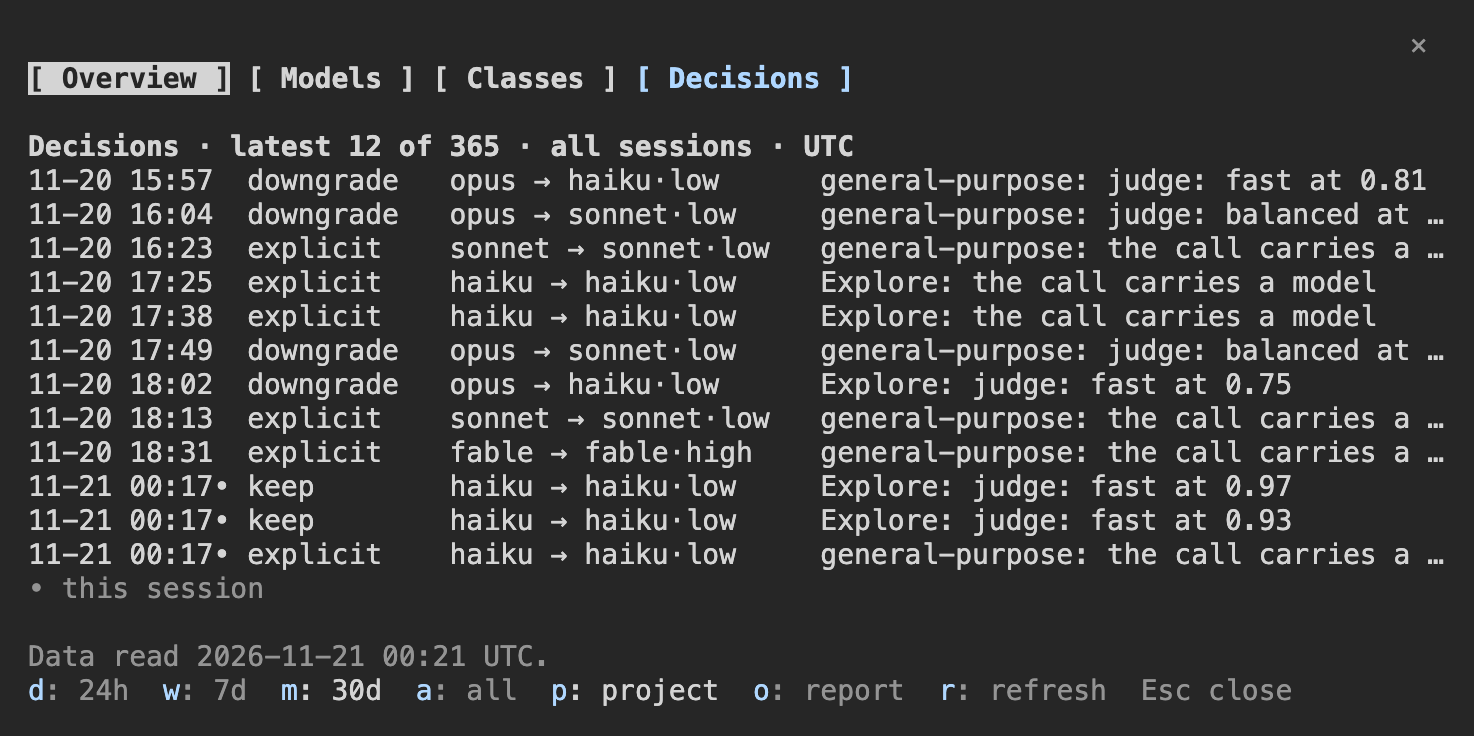 ×
[ Overview ] [ Models ] [ Classes ] [ Decisions ]
Decisions · latest 12 of 365 · all sessions · UTC
11-20 15:57  downgrade   opus → haiku·low      general-purpose: judge: fast at 0.81
11-20 16:04  downgrade   opus → sonnet·low     general-purpose: judge: balanced at …
11-20 16:23  explicit    sonnet → sonnet·low   general-purpose: the call carries a …
11-20 17:25  explicit    haiku → haiku·low     Explore: the call carries a model
11-20 17:38  explicit    haiku → haiku·low     Explore: the call carries a model
11-20 17:49  downgrade   opus → sonnet·low     general-purpose: judge: balanced at …
11-20 18:02  downgrade   opus → haiku·low      Explore: judge: fast at 0.75
11-20 18:13  explicit    sonnet → sonnet·low   general-purpose: the call carries a …
11-20 18:31  explicit    fable → fable·high    general-purpose: the call carries a …
11-21 00:17• keep        haiku → haiku·low     Explore: judge: fast at 0.97
11-21 00:17• keep        haiku → haiku·low     Explore: judge: fast at 0.93
11-21 00:17• explicit    haiku → haiku·low     general-purpose: the call carries a …
• this session
Data read 2026-11-21 00:21 UTC.
d: 24h  w: 7d  m: 30d  a: all  p: project  o: report  r: refresh  Esc close